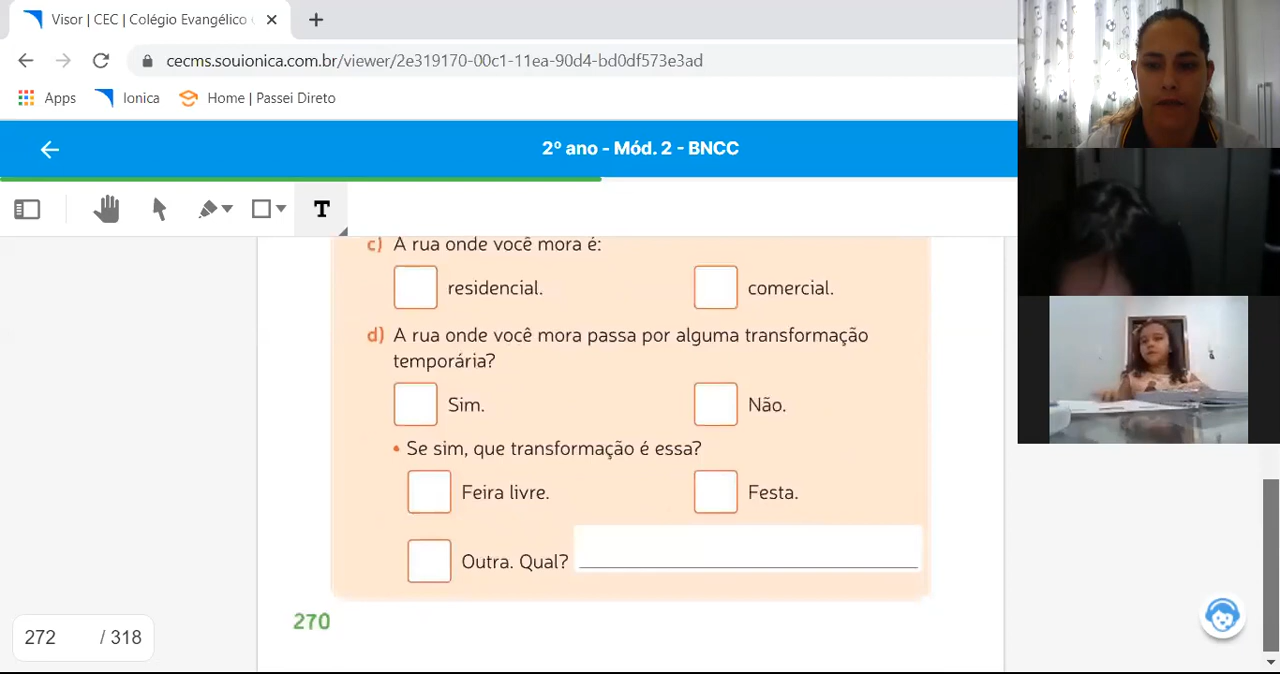 Visor | CEC | Colégio Evangélico
cecms.souionica.com.br/viewer/2e319170-00c1-11ea-90d4-bd0df573e3ad
Apps Ionica Home | Passei Direto
2º ano - Mód. 2 - BNCC
T
c) A rua onde você mora é:
residencial. comercial.
d) A rua onde você mora passa por alguma transformação
temporária?
Sim. Não.
• Se sim, que transformação é essa?
Feira livre. Festa.
Outra. Qual?
270
272 / 318